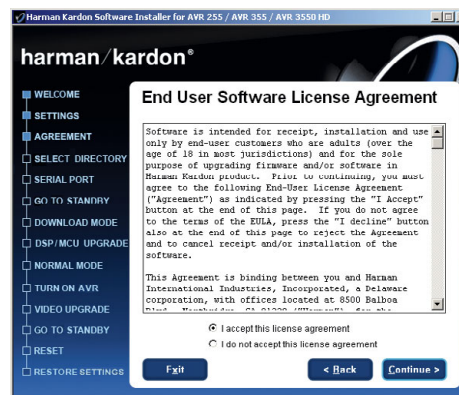 Harman Kardon Software Installer for AVR 255 / AVR 355 / AVR 3550 HD
harman/kardon®
WELCOME
SETTINGS
AGREEMENT
SELECT DIRECTORY
SERIAL PORT
GO TO STANDBY
DOWNLOAD MODE
DSP/MCU UPGRADE
NORMAL MODE
TURN ON AVR
VIDEO UPGRADE
GO TO STANDBY
RESET
RESTORE SETTINGS
End User Software License Agreement
Software is intended for receipt, installation and use
only by end-user customers who are adults (over the
age of 18 in most jurisdictions) and for the sole
purpose of upgrading firmware and/or software in
Harman Kardon product. Prior to continuing, you must
agree to the following End-User License Agreement
("Agreement") as indicated by pressing the "I Accept"
button at the end of this page. If you do not agree
to the terms of the EULA, press the "I decline" button
also at the end of this page to reject the Agreement
and to cancel receipt and/or installation of the
software.
This Agreement is binding between you and Harman
International Industries, Incorporated, a Delaware
corporation, with offices located at 8500 Balboa
I accept this license agreement
I do not accept this license agreement
Exit
< Back
Continue >